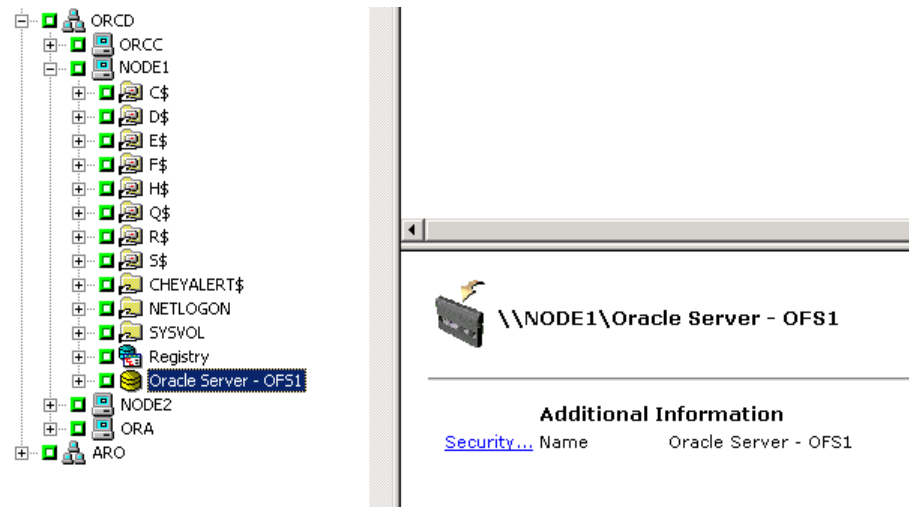 ORCD
ORCC
NODE1
C$
D$
E$
F$
H$
Q$
R$
S$
CHEYALERT$
NETLOGON
SYSVOL
Registry
Oracle Server - OFS1
NODE2
ORA
ARO
\\NODE1\Oracle Server - OFS1
Additional Information
Security... Name Oracle Server - OFS1